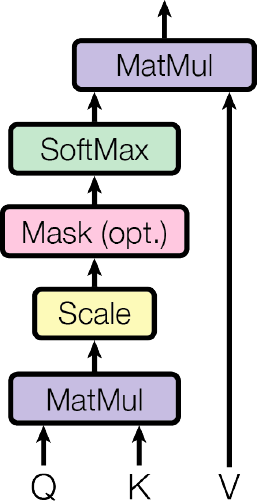 MatMul
SoftMax
Mask (opt.)
Scale
MatMul
Q K V